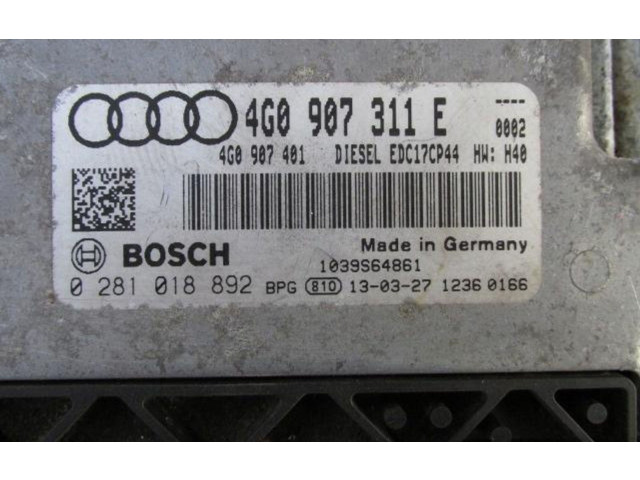 4G0 907 311 E ----
0002
4G0 907 401 DIESEL EDC17CP44 HW: H40
BOSCH Made in Germany
1039S64861
0 281 018 892 BPG 810 13-03-27 1236 0166